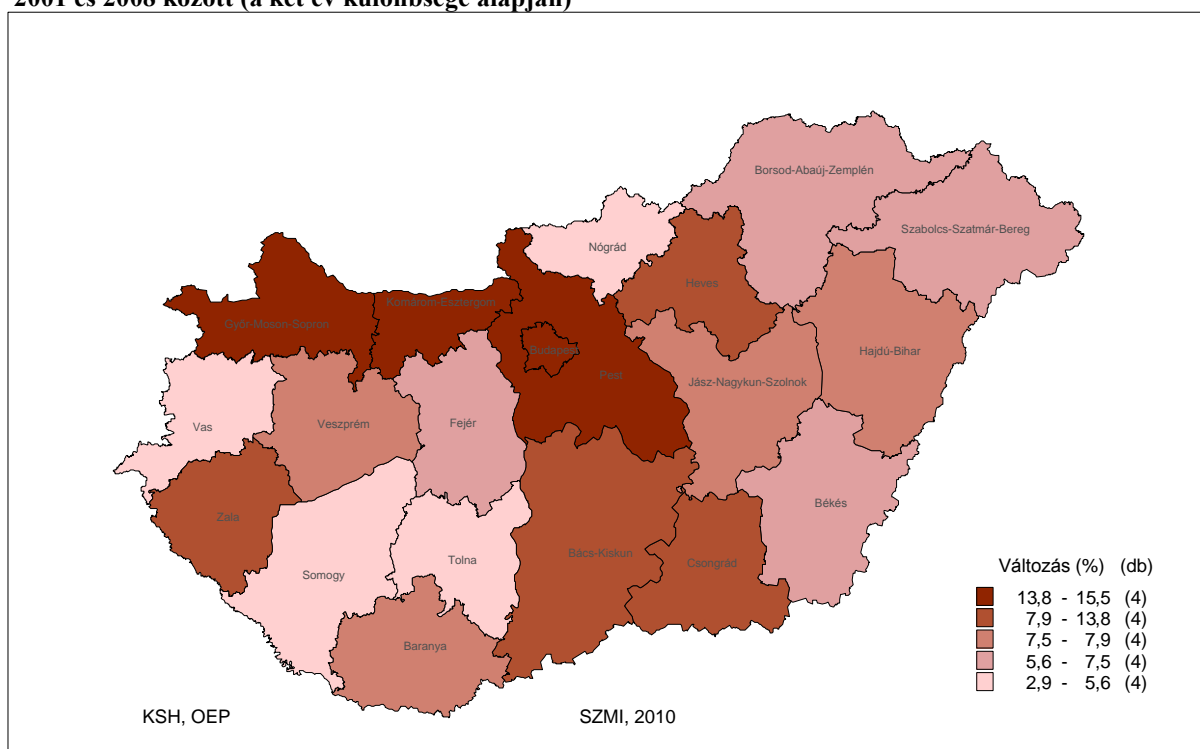 2001 és 2008 között (a két év különbsége alapján)
Borsod-Abaúj-Zemplén
Szabolcs-Szatmár-Bereg
Nógrád
Heves
Komárom-Esztergom
Győr-Moson-Sopron
Budapest
Hajdú-Bihar
Pest
Jász-Nagykun-Szolnok
Vas
Veszprém
Fejér
Békés
Zala
Bács-Kiskun
Tolna
Csongrád
Somogy
Baranya
Változás (%) (db)
13,8 - 15,5 (4)
7,9 - 13,8 (4)
7,5 - 7,9 (4)
5,6 - 7,5 (4)
2,9 - 5,6 (4)
KSH, OEP
SZMI, 2010